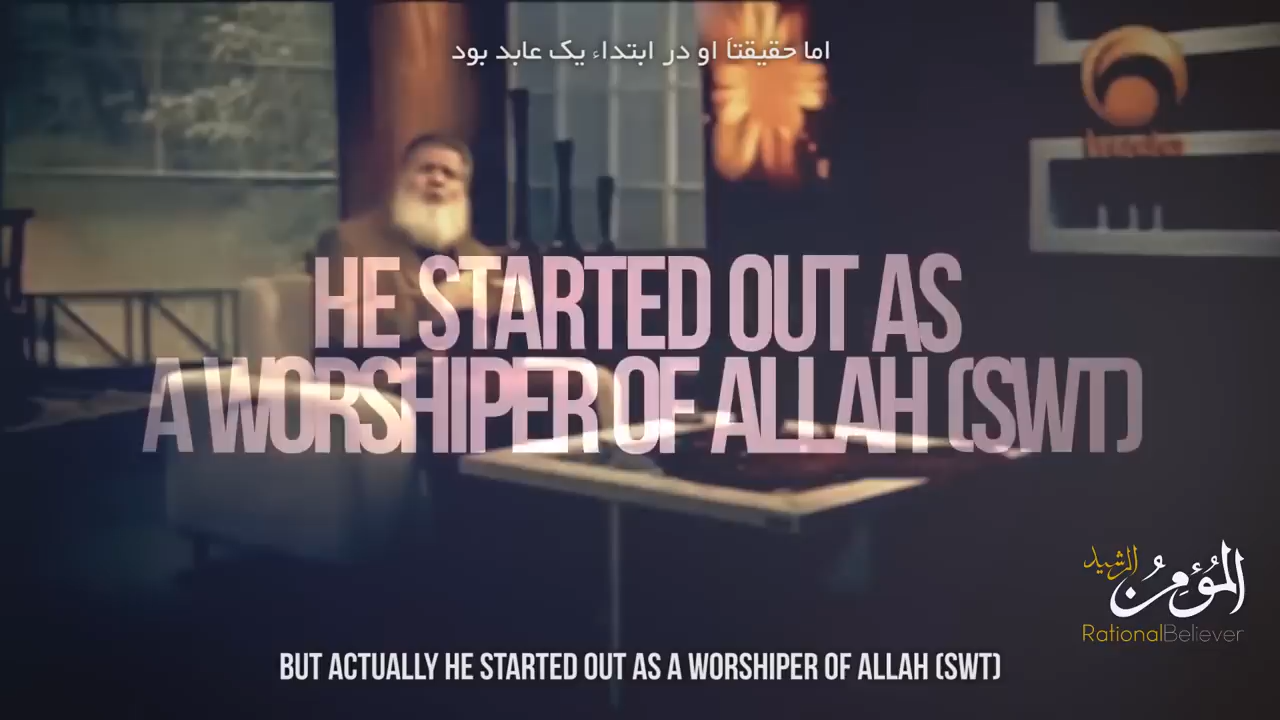 اما حقیقتاً او در ابتداء یک عابد بود
HE STARTED OUT AS
A WORSHIPER OF ALLAH (SWT)
المؤمن الرشيد
RationalBeliever
BUT ACTUALLY HE STARTED OUT AS A WORSHIPER OF ALLAH (SWT)